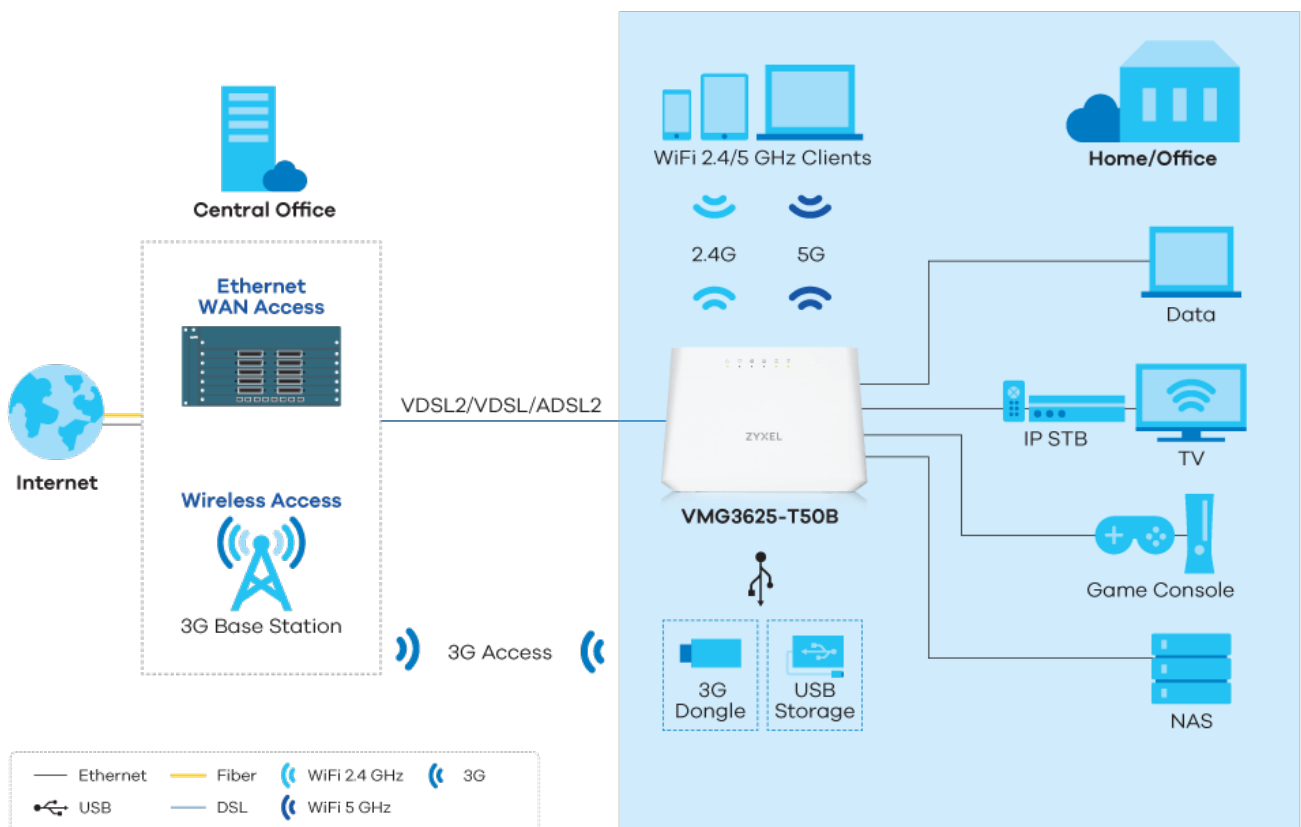 Central Office
Ethernet
WAN Access
Internet
Wireless Access
3G Base Station
VDSL2/VDSL/ADSL2
3G Access
WiFi 2.4/5 GHz Clients
2.4G
5G
ZYXEL
VMG3625-T50B
3G
Dongle
USB
Storage
Home/Office
Data
IP STB
TV
Game Console
NAS
Ethernet
Fiber
WiFi 2.4 GHz
3G
USB
DSL
WiFi 5 GHz